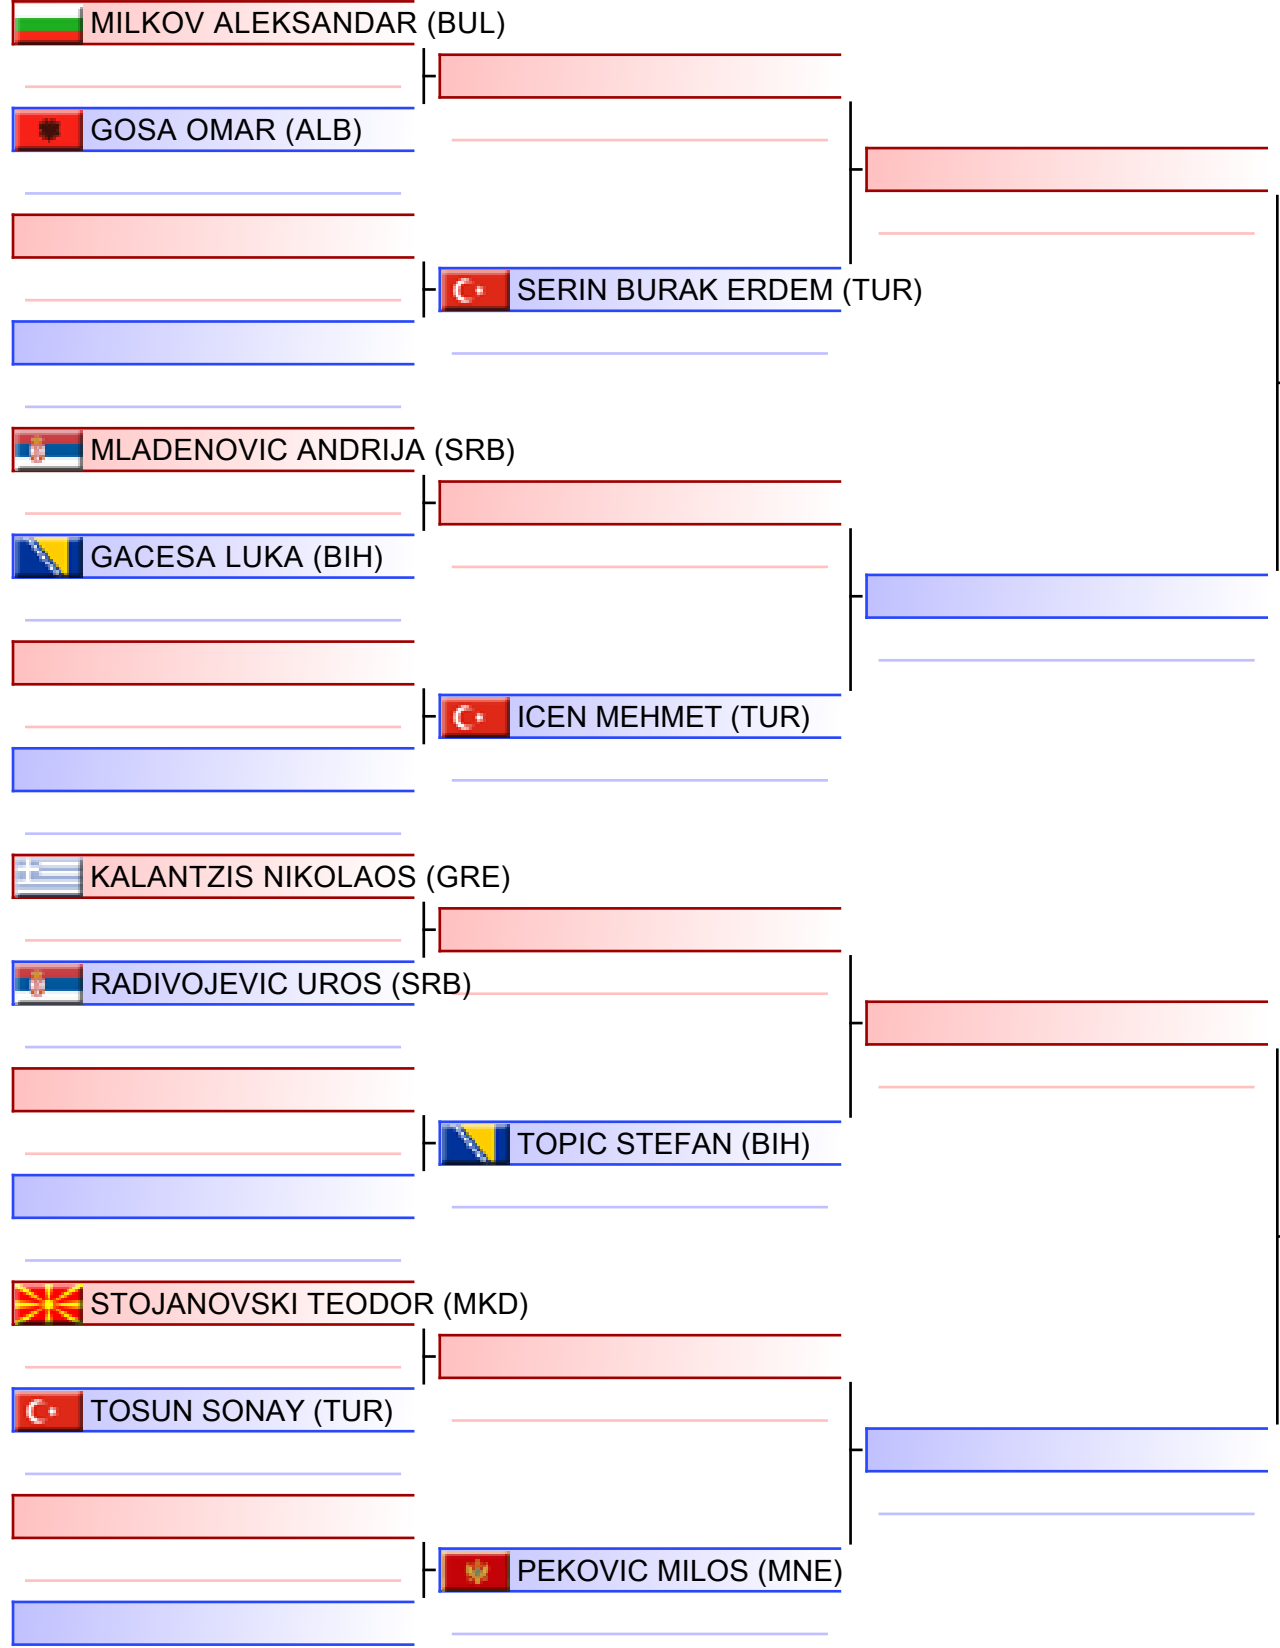 MILKOV ALEKSANDAR (BUL)
GOSA OMAR (ALB)
SERIN BURAK ERDEM (TUR)
MLADENOVIC ANDRIJA (SRB)
GACESA LUKA (BIH)
ICEN MEHMET (TUR)
KALANTZIS NIKOLAOS (GRE)
RADIVOJEVIC UROS (SRB)
TOPIC STEFAN (BIH)
STOJANOVSKI TEODOR (MKD)
TOSUN SONAY (TUR)
PEKOVIC MILOS (MNE)